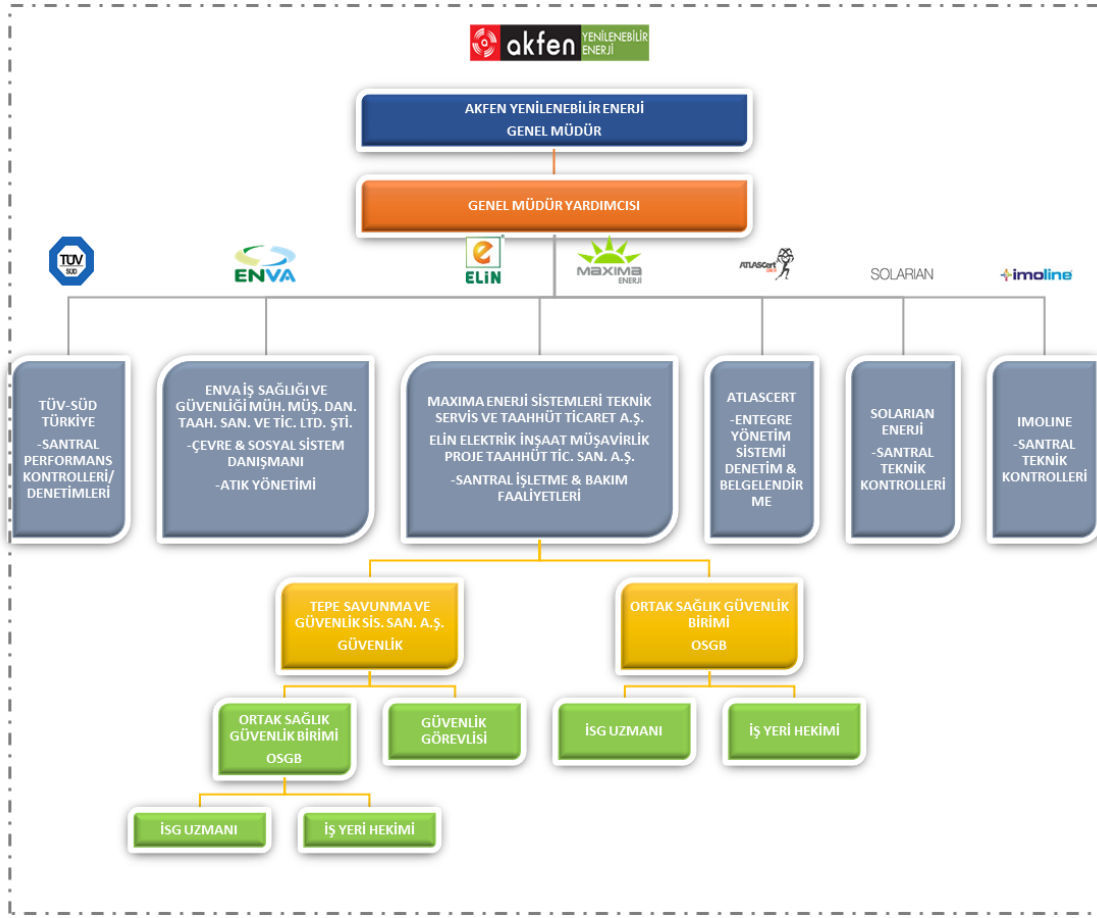 akfen YENİLENEBİLİR
ENERJİ
AKFEN YENİLENEBİLİR ENERJİ
GENEL MÜDÜR
GENEL MÜDÜR YARDIMCISI
TÜV
SÜD
ENVA
e
ELİN
MAXIMA
ENERJİ
ATLASCert
SOLARIAN
imoline
TÜV-SÜD
TÜRKİYE
-SANTRAL
PERFORMANS
KONTROLLERİ/
DENETİMLERİ
ENVA İŞ SAĞLIĞI VE
GÜVENLİĞİ MÜH. MÜŞ. DAN.
TAAH. SAN. VE TİC. LTD. ŞTİ.
-ÇEVRE & SOSYAL SİSTEM
DANIŞMANI
-ATIK YÖNETİMİ
MAXIMA ENERJİ SİSTEMLERİ TEKNİK
SERVİS VE TAAHHÜT TİCARET A.Ş.
ELİN ELEKTRİK İNŞAAT MÜŞAVİRLİK
PROJE TAAHHÜT TİC. SAN. A.Ş.
-SANTRAL İŞLETME & BAKIM
FAALİYETLERİ
ATLASCERT
-ENTEGRE
YÖNETİM
SİSTEMİ
DENETİM &
BELGELENDİR
ME
SOLARIAN
ENERJİ
-SANTRAL
TEKNİK
KONTROLLERİ
IMOLINE
-SANTRAL
TEKNİK
KONTROLLERİ
TEPE SAVUNMA VE
GÜVENLİK SİS. SAN. A.Ş.
GÜVENLİK
ORTAK SAĞLIK GÜVENLİK
BİRİMİ
OSGB
ORTAK SAĞLIK
GÜVENLİK BİRİMİ
OSGB
GÜVENLİK
GÖREVLİSİ
İSG UZMANI
İŞ YERİ HEKİMİ
İSG UZMANI
İŞ YERİ HEKİMİ